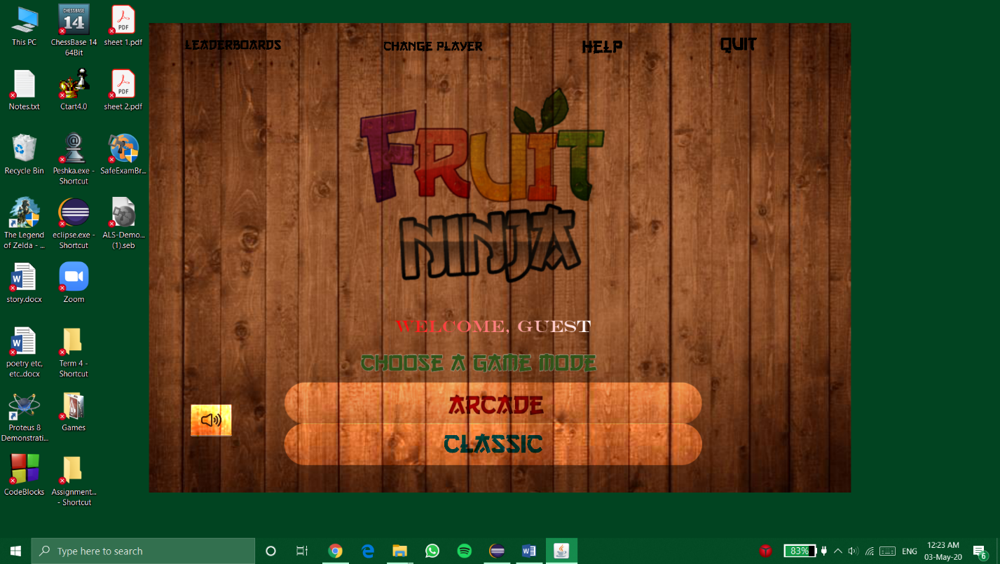 This PC
ChessBase 14
64Bit
sheet 1.pdf
Notes.txt
Ctart4.0
sheet 2.pdf
Recycle Bin
Peshka.exe -
Shortcut
SafeExamBr...
The Legend
of Zelda - ...
eclipse.exe -
Shortcut
ALS-Demo...
(1).seb
story.docx
Zoom
poetry etc,
etc..docx
Term 4 -
Shortcut
Proteus 8
Demonstrati...
Games
CodeBlocks
Assignment...
- Shortcut
CHESSBASE
14
PDF
PDF
LEADERBOARDS
CHANGE PLAYER
HELP
QUIT
FRUIT
NINJA
WELCOME, GUEST
CHOOSE A GAME MODE
ARCADE
CLASSIC
Type here to search
83%
ENG
12:23 AM
03-May-20
6